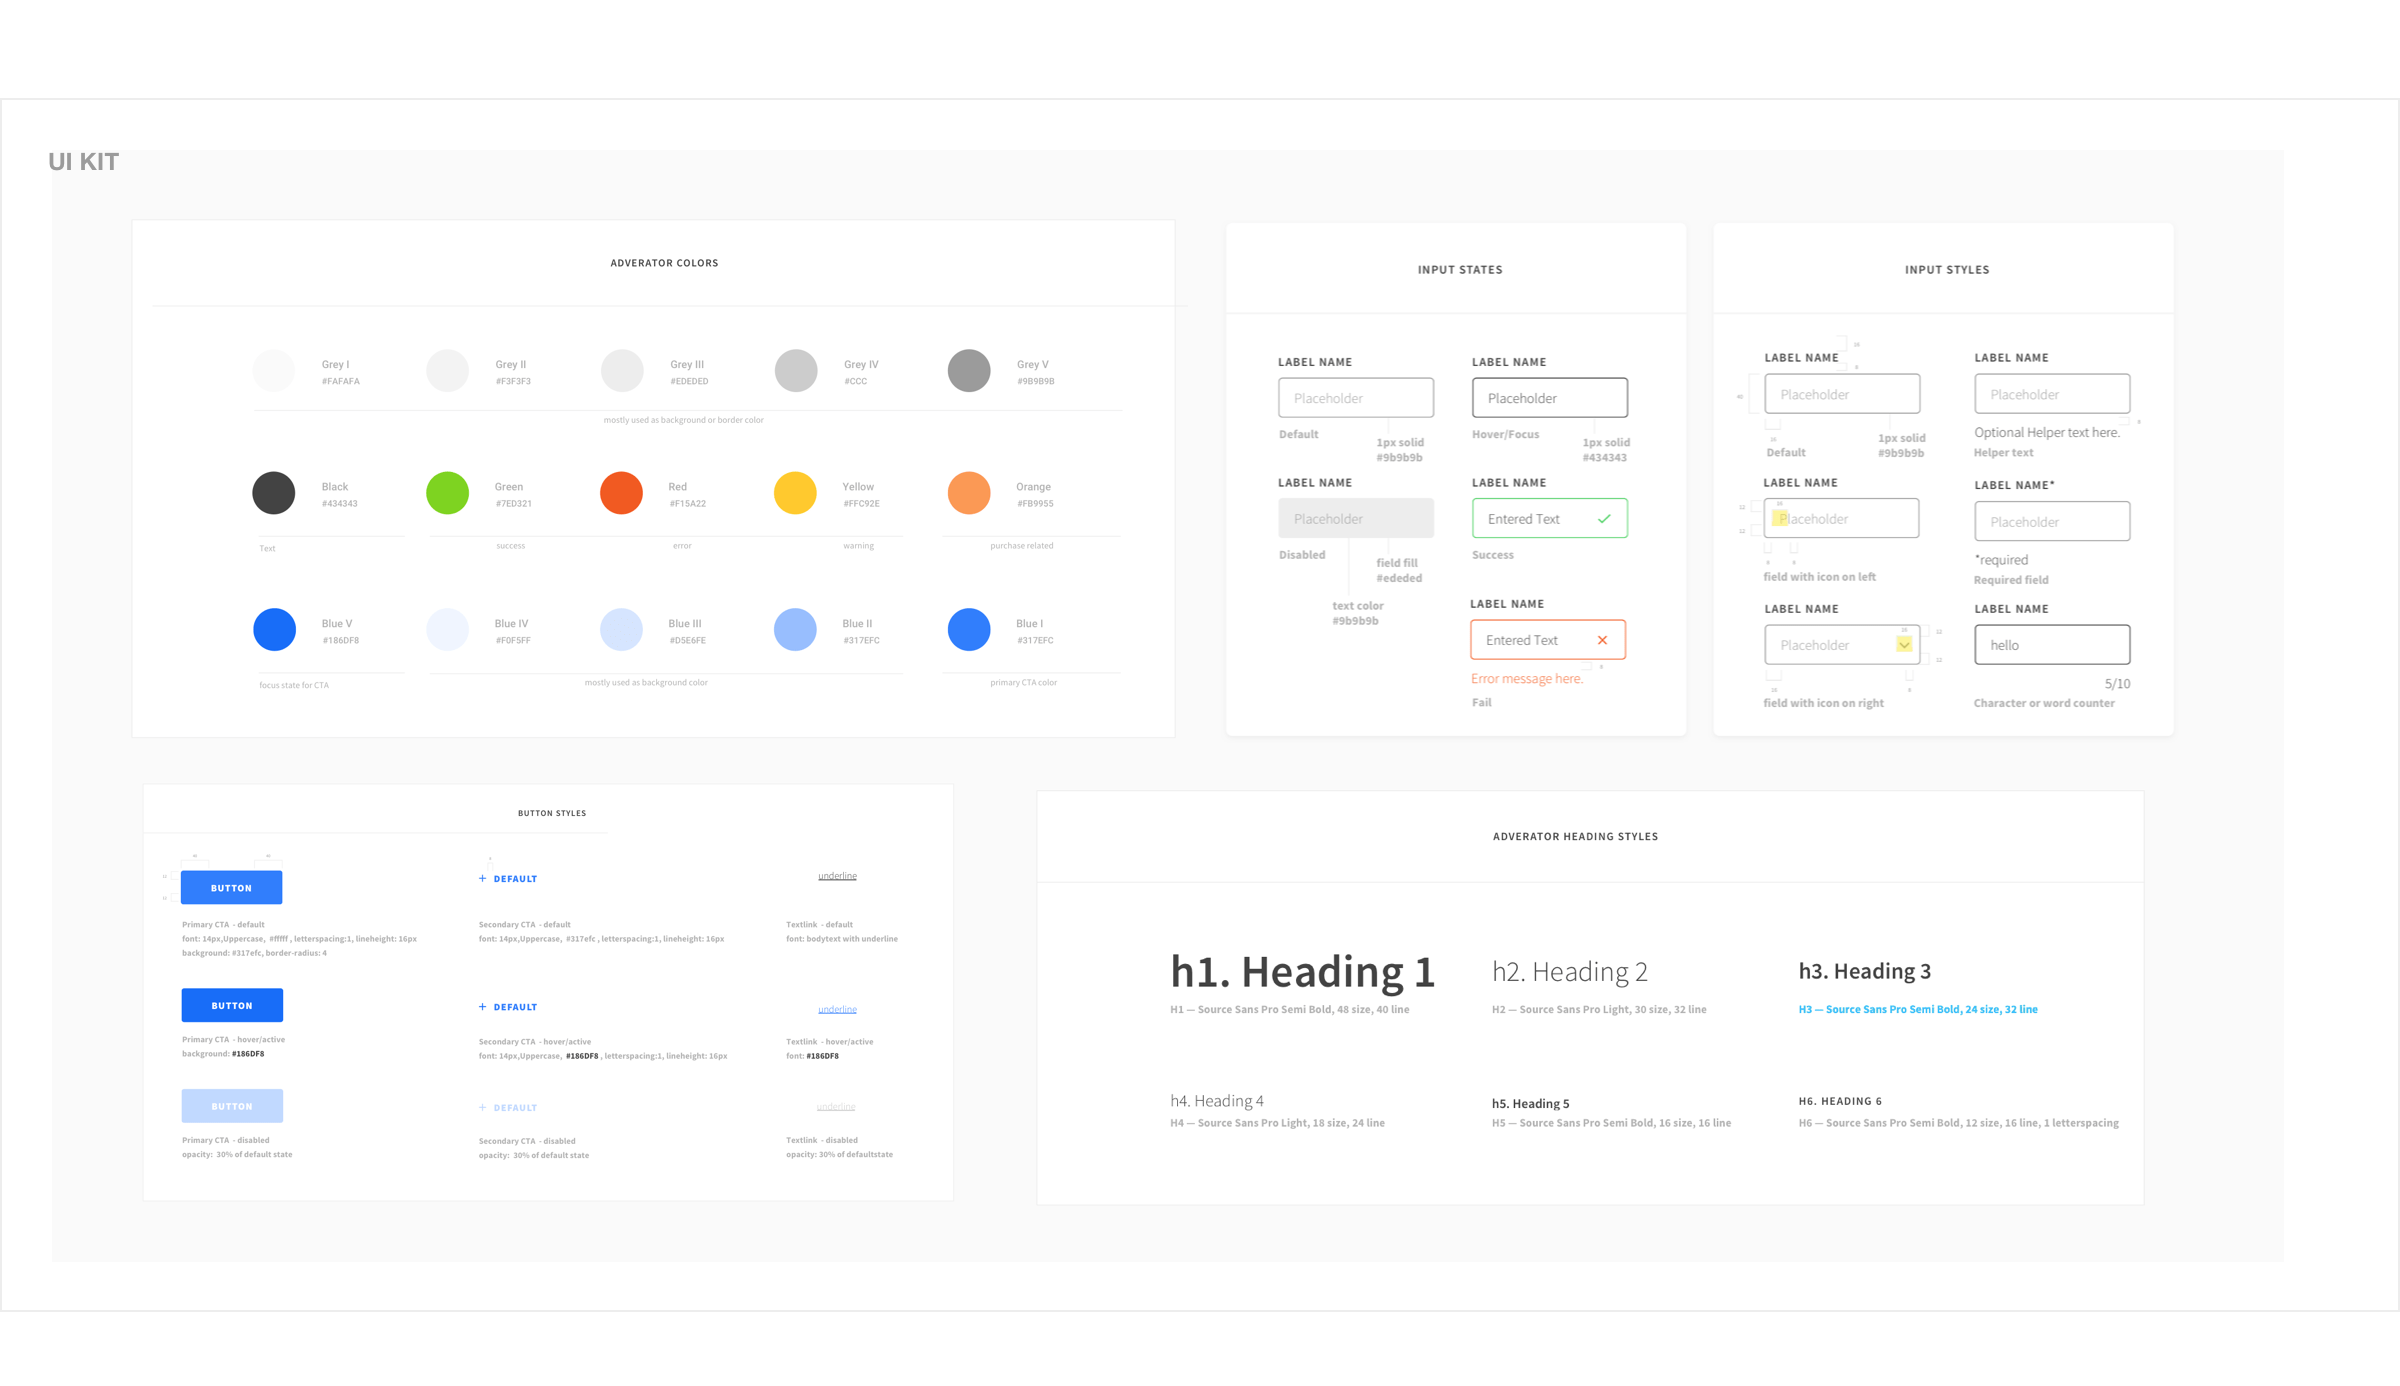 UI KIT
ADVERATOR COLORS
Grey I
#FAFAFA
Grey II
#F3F3F3
Grey III
#EDEDED
Grey IV
#CCC
Grey V
#9B9B9B
mostly used as background or border color
Black
#434343
Green
#7ED321
Red
#F15A22
Yellow
#FFC92E
Orange
#FB9955
Text
success
error
warning
purchase related
Blue V
#186DF8
Blue IV
#F0F5FF
Blue III
#D5E6FE
Blue II
#317EFC
Blue I
#317EFC
focus state for CTA
mostly used as background color
primary CTA color
INPUT STATES
LABEL NAME
Placeholder
Default
1px solid
#9b9b9b
LABEL NAME
Placeholder
Hover/Focus
1px solid
#434343
LABEL NAME
Placeholder
Disabled
field fill
#ededed
text color
#9b9b9b
LABEL NAME
Entered Text
Success
LABEL NAME
Entered Text
Error message here.
Fail
INPUT STYLES
LABEL NAME
Placeholder
Default
1px solid
#9b9b9b
LABEL NAME
Placeholder
Optional Helper text here.
Helper text
LABEL NAME
Placeholder
field with icon on left
LABEL NAME*
Placeholder
*required
Required field
LABEL NAME
Placeholder
field with icon on right
LABEL NAME
hello
5/10
Character or word counter
BUTTON STYLES
BUTTON
Primary CTA - default
font: 14px,Uppercase, #fffff , letterspacing:1, lineheight: 16px
background: #317efc, border-radius: 4
+ DEFAULT
Secondary CTA - default
font: 14px,Uppercase, #317efc , letterspacing:1, lineheight: 16px
underline
Textlink - default
font: bodytext with underline
BUTTON
Primary CTA - hover/active
background: #186DF8
+ DEFAULT
Secondary CTA - hover/active
font: 14px,Uppercase, #186DF8 , letterspacing:1, lineheight: 16px
underline
Textlink - hover/active
font: #186DF8
BUTTON
Primary CTA - disabled
opacity: 30% of default state
+ DEFAULT
Secondary CTA - disabled
opacity: 30% of default state
underline
Textlink - disabled
opacity: 30% of defaultstate
ADVERATOR HEADING STYLES
h1. Heading 1
H1 — Source Sans Pro Semi Bold, 48 size, 40 line
h2. Heading 2
H2 — Source Sans Pro Light, 30 size, 32 line
h3. Heading 3
H3 — Source Sans Pro Semi Bold, 24 size, 32 line
h4. Heading 4
H4 — Source Sans Pro Light, 18 size, 24 line
h5. Heading 5
H5 — Source Sans Pro Semi Bold, 16 size, 16 line
H6. HEADING 6
H6 — Source Sans Pro Semi Bold, 12 size, 16 line, 1 letterspacing